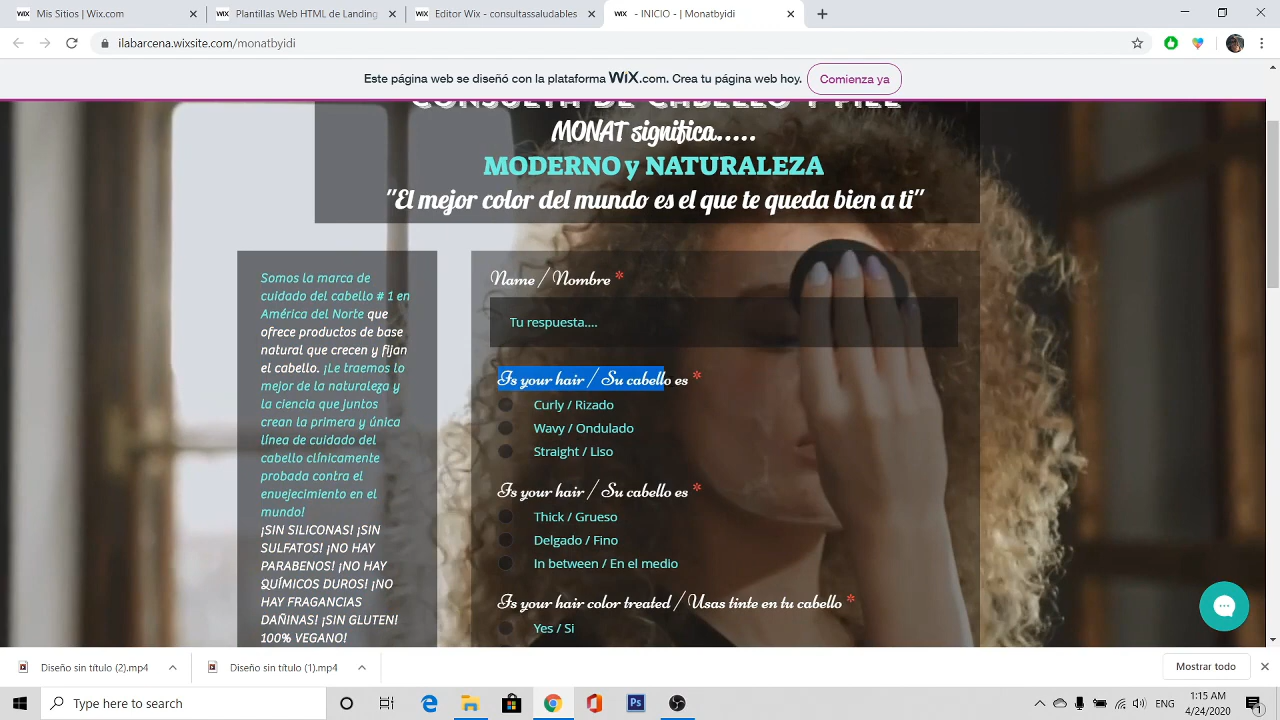 Wix.com
Plantillas Web HTML de Landing
Editor Wix - consultasdecabello
INICIO - | Monatbyidi
ilabarcena.wixsite.com/monatbyidi
Este página web se diseñó con la plataforma WiX.com. Crea tu página web hoy.
Comienza ya
CONSULTA DE CABELLO Y PIEL
MONAT significa.....
MODERNO y NATURALEZA
"El mejor color del mundo es el que te queda bien a ti"
Somos la marca de
cuidado del cabello # 1 en
América del Norte que
ofrece productos de base
natural que crecen y fijan
el cabello. ¡Le traemos lo
mejor de la naturaleza y
la ciencia que juntos
crean la primera y única
línea de cuidado del
cabello clínicamente
probada contra el
envejecimiento en el
mundo!
¡SIN SILICONAS! ¡SIN
SULFATOS! ¡NO HAY
PARABENOS! ¡NO HAY
QUÍMICOS DUROS! ¡NO
HAY FRAGANCIAS
DAÑINAS! ¡SIN GLUTEN!
100% VEGANO!
Name / Nombre *
Tu respuesta....
Is your hair / Su cabello es *
Curly / Rizado
Wavy / Ondulado
Straight / Liso
Is your hair / Su cabello es *
Thick / Grueso
Delgado / Fino
In between / En el medio
Is your hair color treated / Usas tinte en tu cabello *
Yes / Si
Diseño sin título (2).mp4
Diseño sin título (1).mp4
Mostrar todo
Type here to search
ENG
1:15 AM
4/24/2020